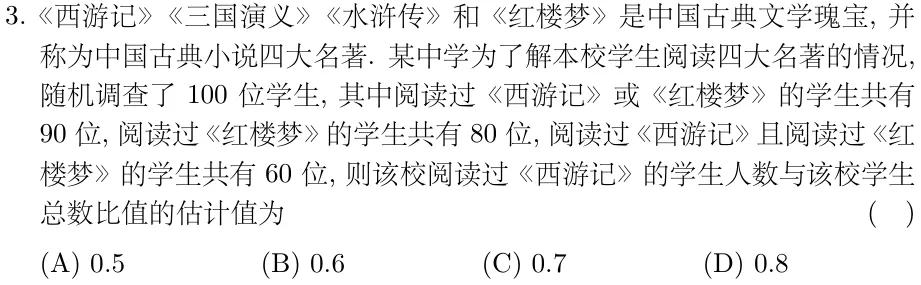 3. 《西游记》《三国演义》《水浒传》和《红楼梦》是中国古典文学瑰宝, 并
称为中国古典小说四大名著. 某中学为了解本校学生阅读四大名著的情况,
随机调查了 100 位学生, 其中阅读过《西游记》或《红楼梦》的学生共有
90 位, 阅读过《红楼梦》的学生共有 80 位, 阅读过《西游记》且阅读过《红
楼梦》的学生共有 60 位, 则该校阅读过《西游记》的学生人数与该校学生
总数比值的估计值为 ( )
(A) 0.5 (B) 0.6 (C) 0.7 (D) 0.8